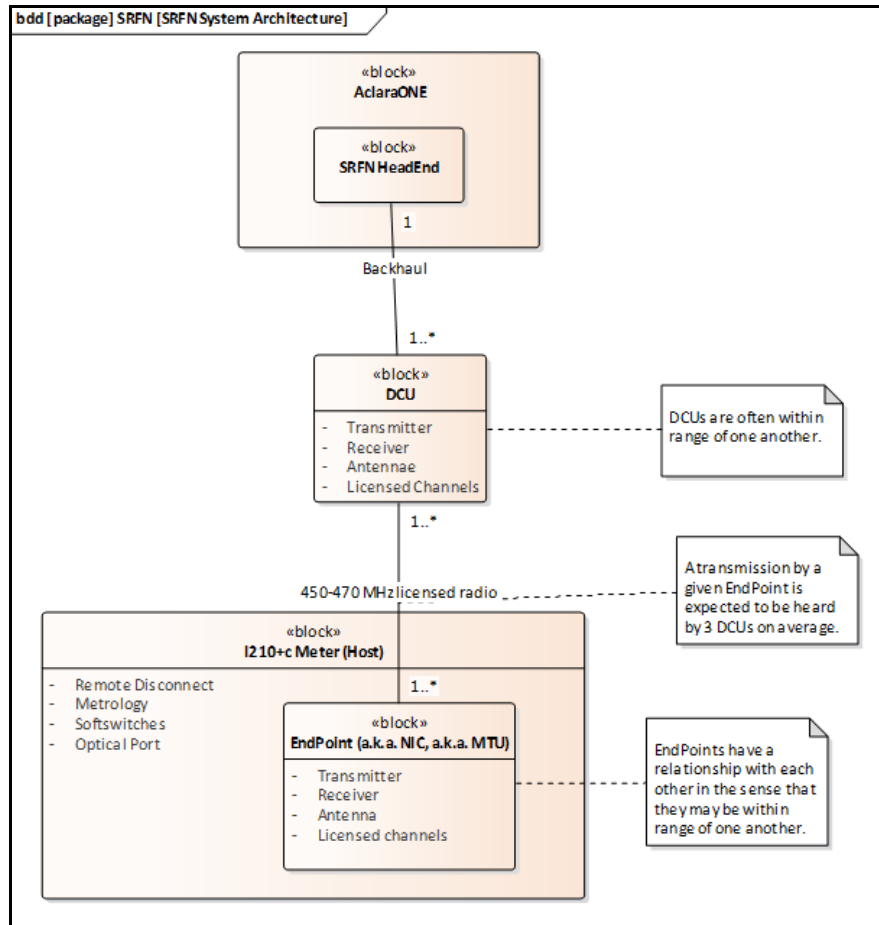 bdd [package] SRFN [SRFN System Architecture]
«block»
AclaraONE
«block»
SRFN HeadEnd
1
Backhaul
1..*
«block»
DCU
- Transmitter
- Receiver
- Antennae
- Licensed Channels
DCUs are often within
range of one another.
1..*
A transmission by a
given EndPoint is
expected to be heard
by 3 DCUs on average.
450-470 MHz licensed radio
«block»
I210+c Meter (Host)
- Remote Disconnect
- Metrology
- Softswitches
- Optical Port
1..*
«block»
EndPoint (a.k.a. NIC, a.k.a. MTU)
- Transmitter
- Receiver
- Antenna
- Licensed channels
EndPoints have a
relationship with each
other in the sense that
they may be within
range of one another.